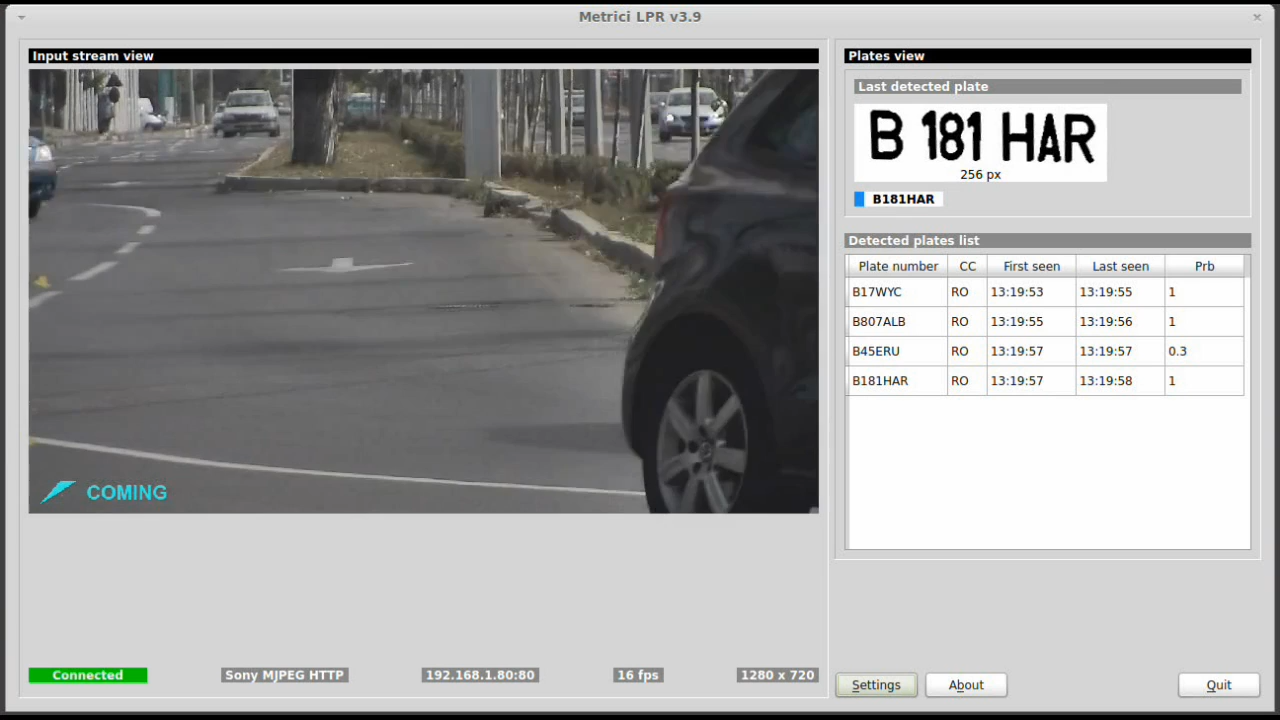 Metrici LPR v3.9
Input stream view
COMING
Connected
Sony MJPEG HTTP
192.168.1.80:80
16 fps
1280 x 720
Plates view
Last detected plate
B 181 HAR
256 px
B181HAR
Detected plates list
Plate number CC First seen Last seen Prb
B17WYC RO 13:19:53 13:19:55 1
B807ALB RO 13:19:55 13:19:56 1
B45ERU RO 13:19:57 13:19:57 0.3
B181HAR RO 13:19:57 13:19:58 1
Settings
About
Quit